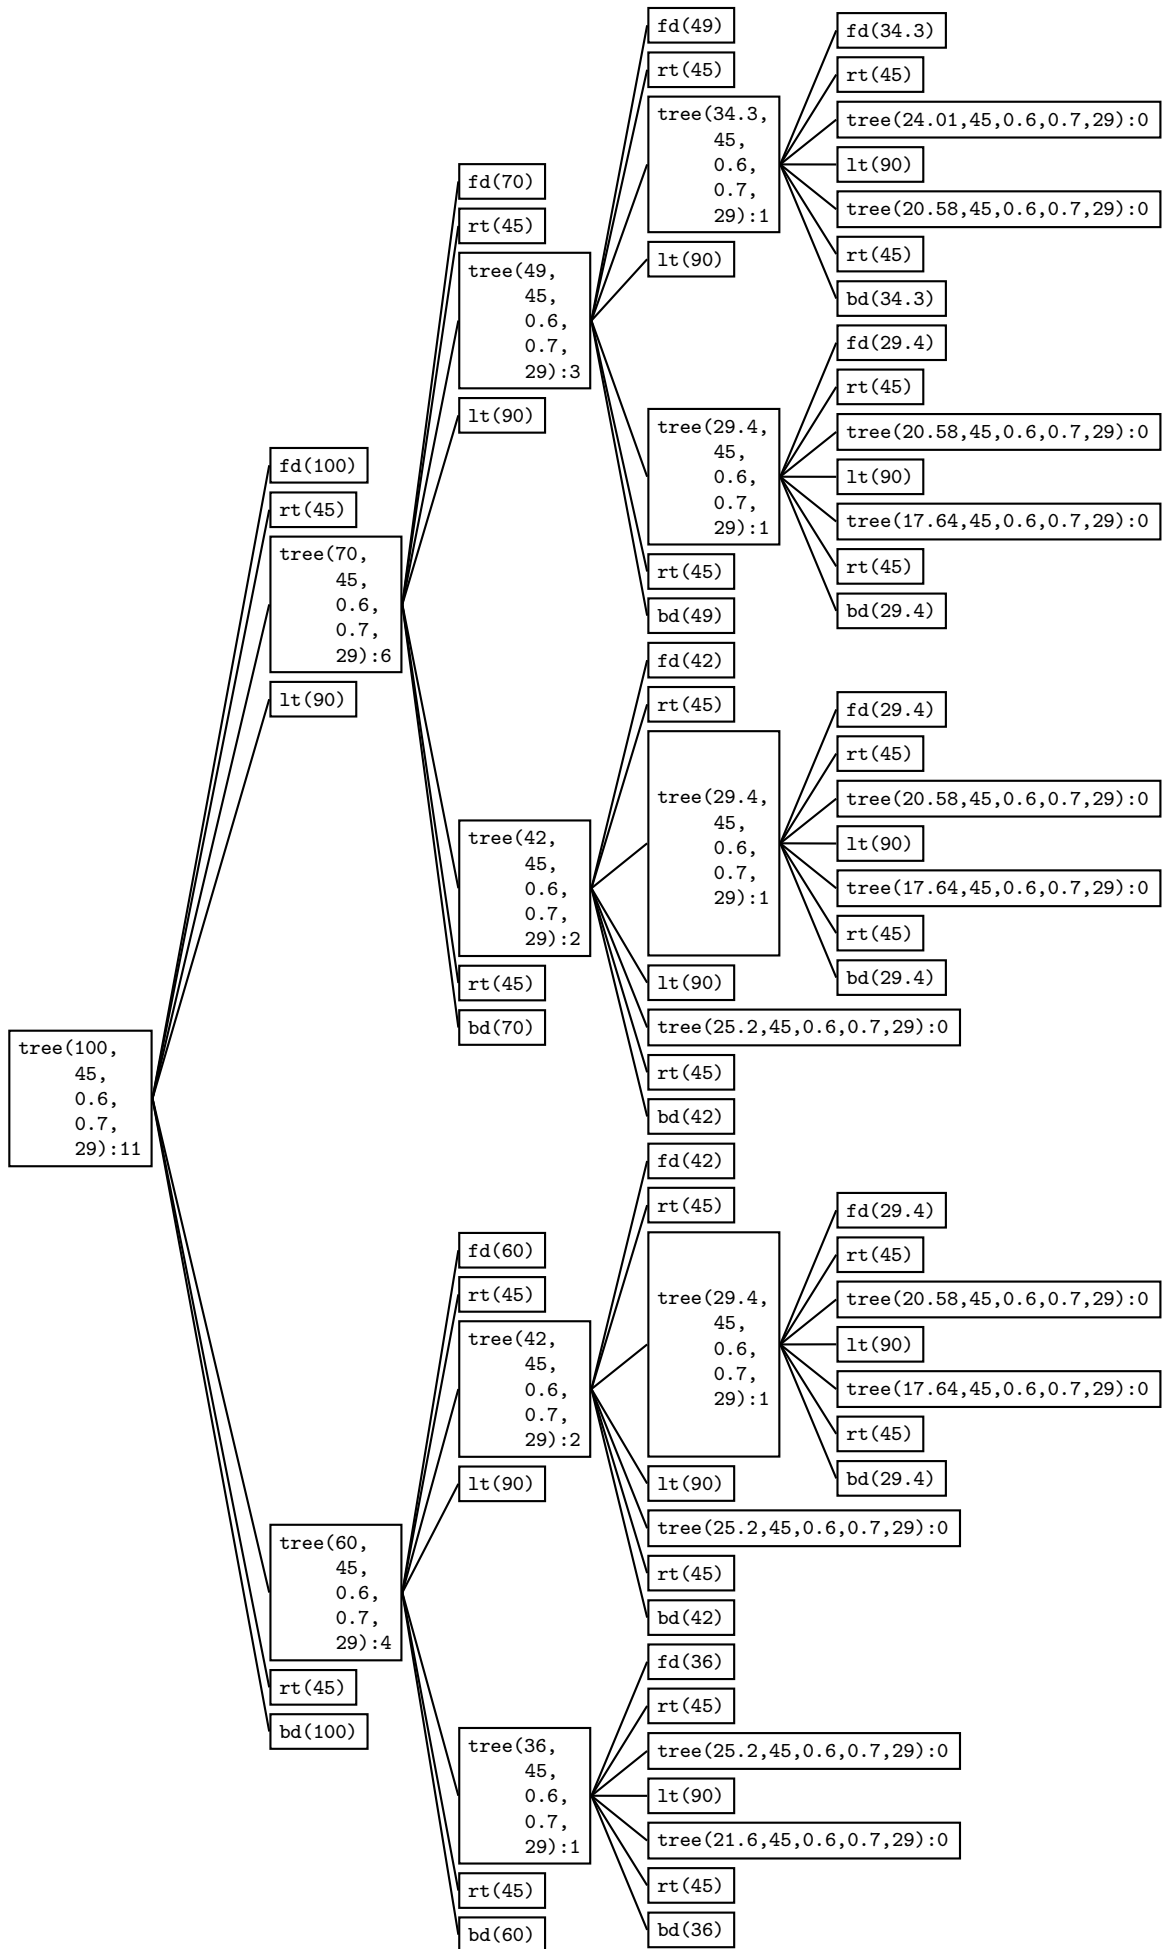 tree(100,
45,
0.6,
0.7,
29):11
fd(100)
rt(45)
tree(70,
45,
0.6,
0.7,
29):6
lt(90)
tree(60,
45,
0.6,
0.7,
29):4
rt(45)
bd(100)
fd(70)
rt(45)
tree(49,
45,
0.6,
0.7,
29):3
lt(90)
tree(42,
45,
0.6,
0.7,
29):2
rt(45)
bd(70)
fd(60)
rt(45)
tree(42,
45,
0.6,
0.7,
29):2
lt(90)
tree(36,
45,
0.6,
0.7,
29):1
rt(45)
bd(60)
fd(49)
rt(45)
tree(34.3,
45,
0.6,
0.7,
29):1
lt(90)
tree(29.4,
45,
0.6,
0.7,
29):1
rt(45)
bd(49)
fd(42)
rt(45)
tree(29.4,
45,
0.6,
0.7,
29):1
lt(90)
tree(25.2,45,0.6,0.7,29):0
rt(45)
bd(42)
fd(42)
rt(45)
tree(29.4,
45,
0.6,
0.7,
29):1
lt(90)
tree(25.2,45,0.6,0.7,29):0
rt(45)
bd(42)
fd(36)
rt(45)
tree(25.2,45,0.6,0.7,29):0
lt(90)
tree(21.6,45,0.6,0.7,29):0
rt(45)
bd(36)
fd(34.3)
rt(45)
tree(24.01,45,0.6,0.7,29):0
lt(90)
tree(20.58,45,0.6,0.7,29):0
rt(45)
bd(34.3)
fd(29.4)
rt(45)
tree(20.58,45,0.6,0.7,29):0
lt(90)
tree(17.64,45,0.6,0.7,29):0
rt(45)
bd(29.4)
fd(29.4)
rt(45)
tree(20.58,45,0.6,0.7,29):0
lt(90)
tree(17.64,45,0.6,0.7,29):0
rt(45)
bd(29.4)
fd(29.4)
rt(45)
tree(20.58,45,0.6,0.7,29):0
lt(90)
tree(17.64,45,0.6,0.7,29):0
rt(45)
bd(29.4)